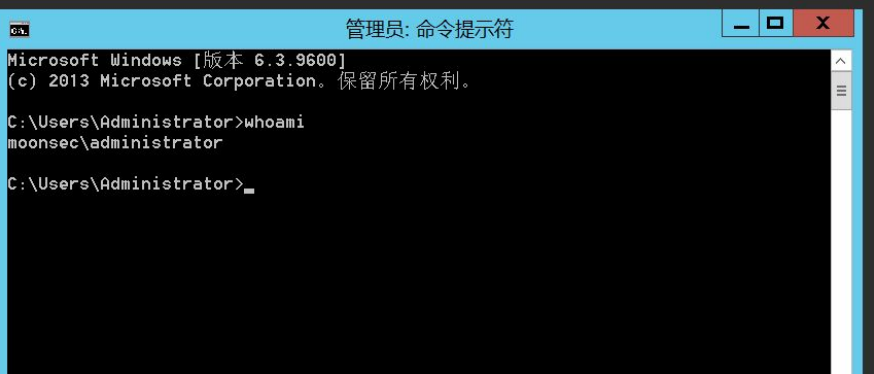 管理员: 命令提示符
Microsoft Windows [版本 6.3.9600]
(c) 2013 Microsoft Corporation。保留所有权利。
C:\Users\Administrator>whoami
moonsec\administrator
C:\Users\Administrator>_